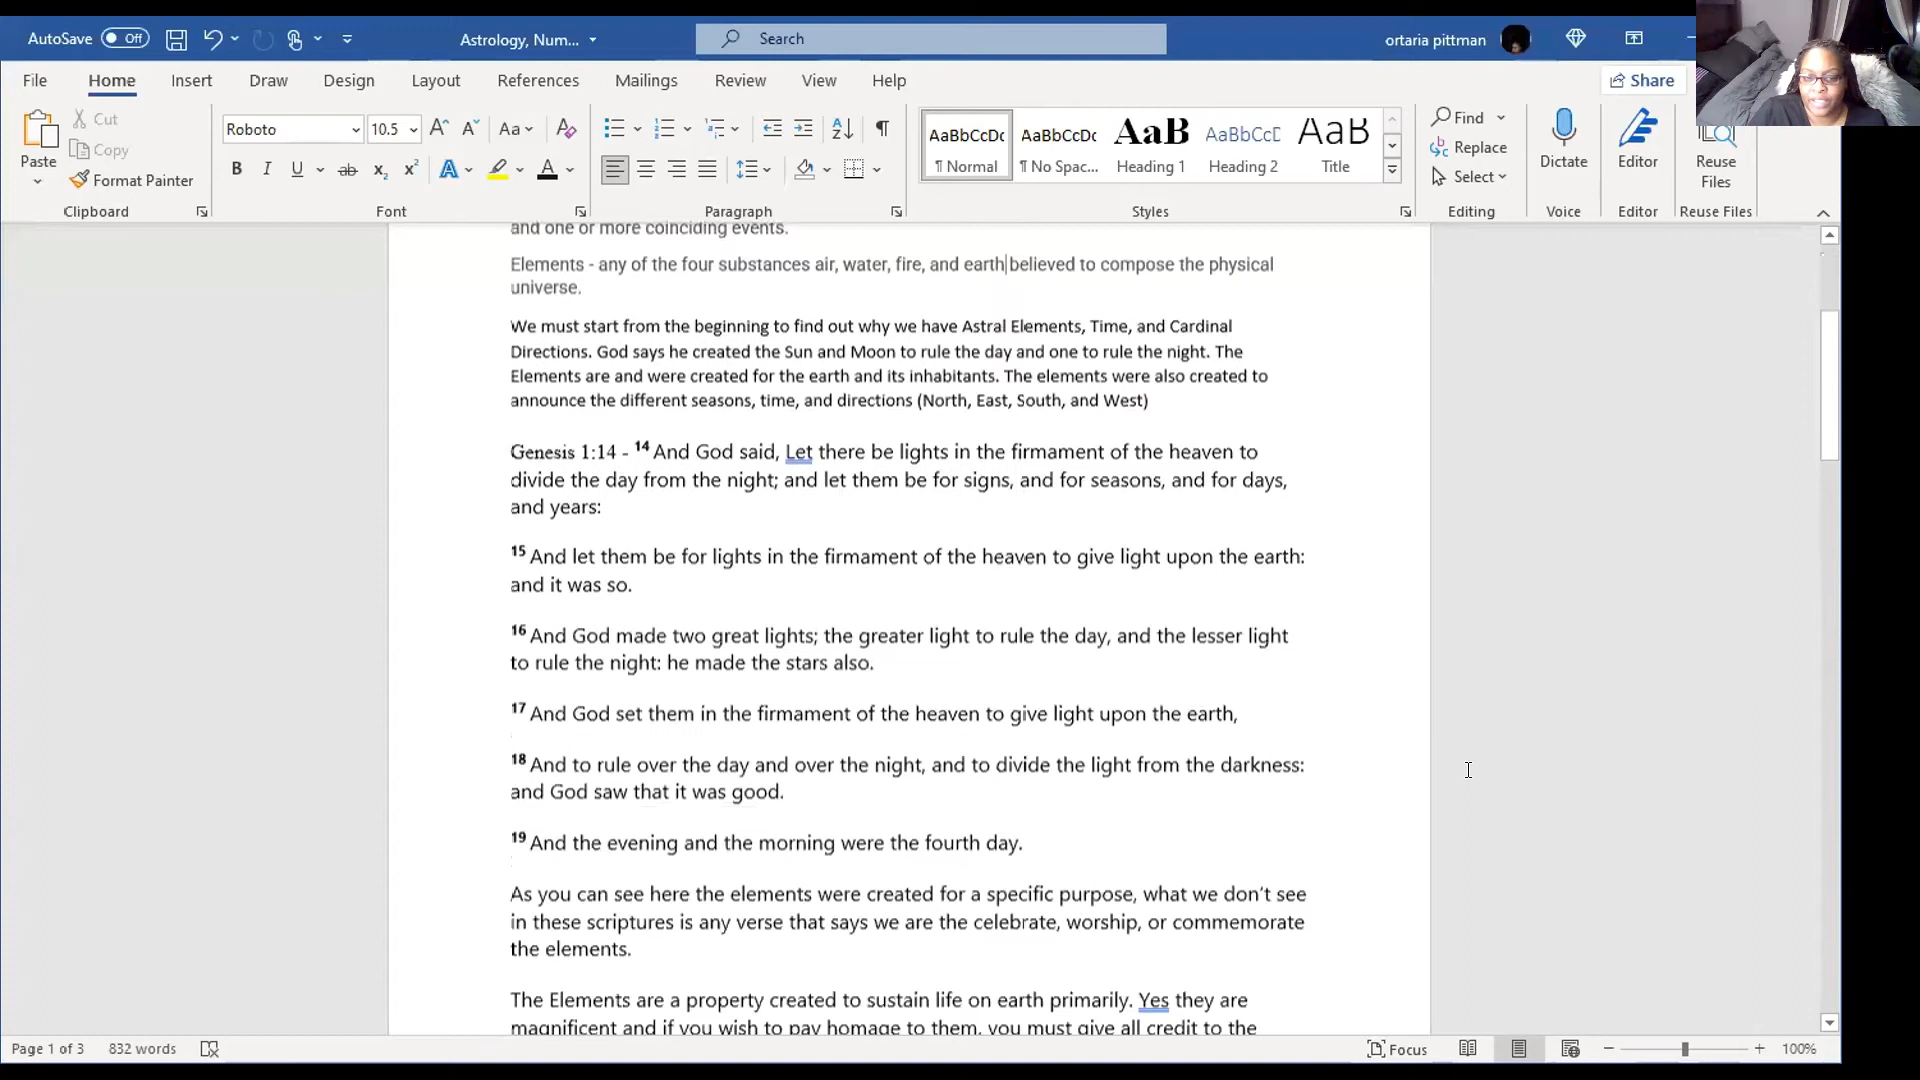 AutoSave Off Astrology, Num... Search ortaria pittman
File Home Insert Draw Design Layout References Mailings Review View Help Share
Paste Cut Copy Format Painter
Roboto 10.5 Aa
B I U ab x₂ x² A A
AaBbCcDc AaBbCcDc AaB AaBbCcD AaB
¶ Normal ¶ No Spac... Heading 1 Heading 2 Title
Find Replace Select
Dictate Editor Reuse Files
Clipboard Font Paragraph Styles Editing Voice Editor Reuse Files
and one or more coinciding events.
Elements - any of the four substances air, water, fire, and earth believed to compose the physical
universe.
We must start from the beginning to find out why we have Astral Elements, Time, and Cardinal
Directions. God says he created the Sun and Moon to rule the day and one to rule the night. The
Elements are and were created for the earth and its inhabitants. The elements were also created to
announce the different seasons, time, and directions (North, East, South, and West)
Genesis 1:14 - 14 And God said, Let there be lights in the firmament of the heaven to
divide the day from the night; and let them be for signs, and for seasons, and for days,
and years:
15 And let them be for lights in the firmament of the heaven to give light upon the earth:
and it was so.
16 And God made two great lights; the greater light to rule the day, and the lesser light
to rule the night: he made the stars also.
17 And God set them in the firmament of the heaven to give light upon the earth,
18 And to rule over the day and over the night, and to divide the light from the darkness:
and God saw that it was good.
19 And the evening and the morning were the fourth day.
As you can see here the elements were created for a specific purpose, what we don't see
in these scriptures is any verse that says we are the celebrate, worship, or commemorate
the elements.
The Elements are a property created to sustain life on earth primarily. Yes they are
magnificent and if you wish to pay homage to them, you must give all credit to the
Page 1 of 3 832 words Focus 100%